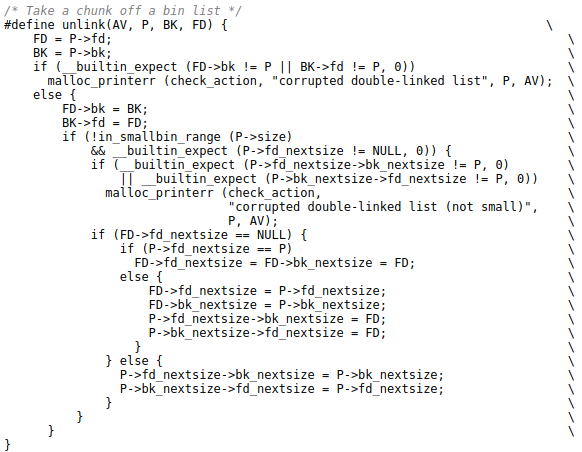 /* Take a chunk off a bin list */
#define unlink(AV, P, BK, FD) { \
    FD = P->fd; \
    BK = P->bk; \
    if (__builtin_expect (FD->bk != P || BK->fd != P, 0)) \
      malloc_printerr (check_action, "corrupted double-linked list", P, AV); \
    else { \
        FD->bk = BK; \
        BK->fd = FD; \
        if (!in_smallbin_range (P->size) \
            && __builtin_expect (P->fd_nextsize != NULL, 0)) { \
            if (__builtin_expect (P->fd_nextsize->bk_nextsize != P, 0) \
                || __builtin_expect (P->bk_nextsize->fd_nextsize != P, 0)) \
              malloc_printerr (check_action, \
                               "corrupted double-linked list (not small)", \
                               P, AV); \
            if (FD->fd_nextsize == NULL) { \
                if (P->fd_nextsize == P) \
                  FD->fd_nextsize = FD->bk_nextsize = FD; \
                else { \
                    FD->fd_nextsize = P->fd_nextsize; \
                    FD->bk_nextsize = P->bk_nextsize; \
                    P->fd_nextsize->bk_nextsize = FD; \
                    P->bk_nextsize->fd_nextsize = FD; \
                  } \
              } else { \
                P->fd_nextsize->bk_nextsize = P->bk_nextsize; \
                P->bk_nextsize->fd_nextsize = P->fd_nextsize; \
              } \
          } \
      } \
}